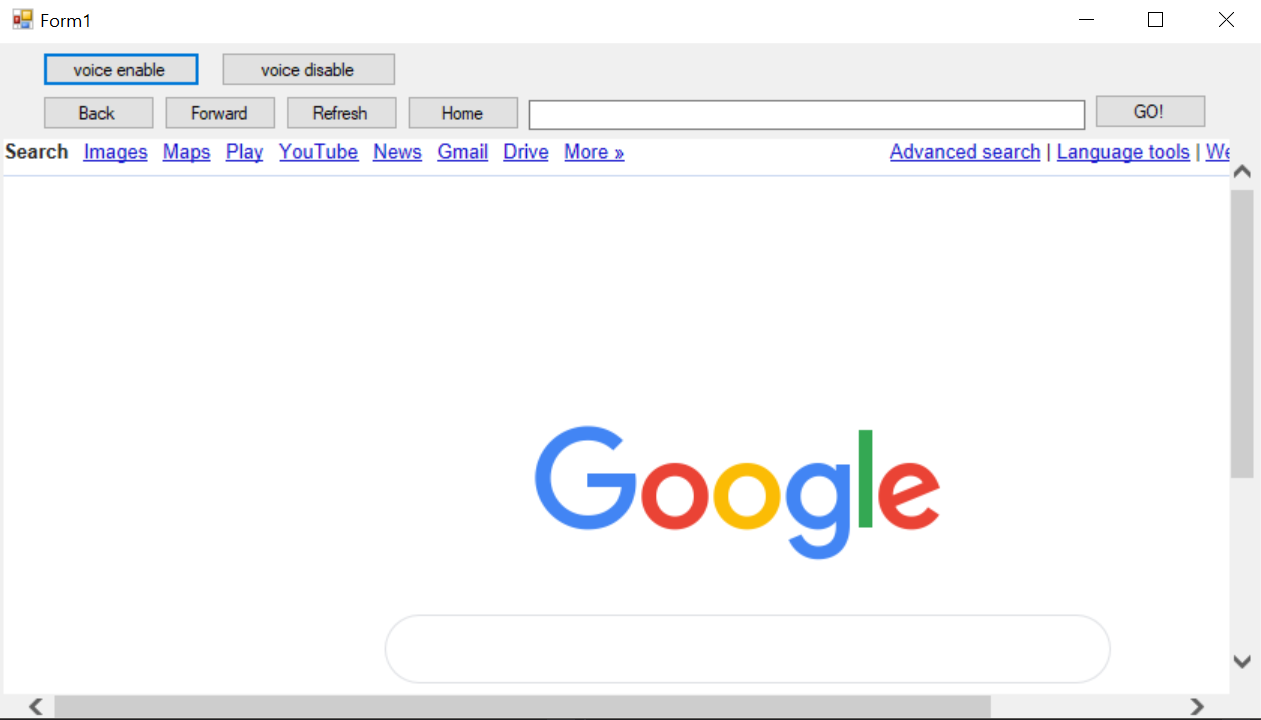 Form1
voice enable voice disable
Back Forward Refresh Home GO!
Search Images Maps Play YouTube News Gmail Drive More » Advanced search | Language tools | We
Google